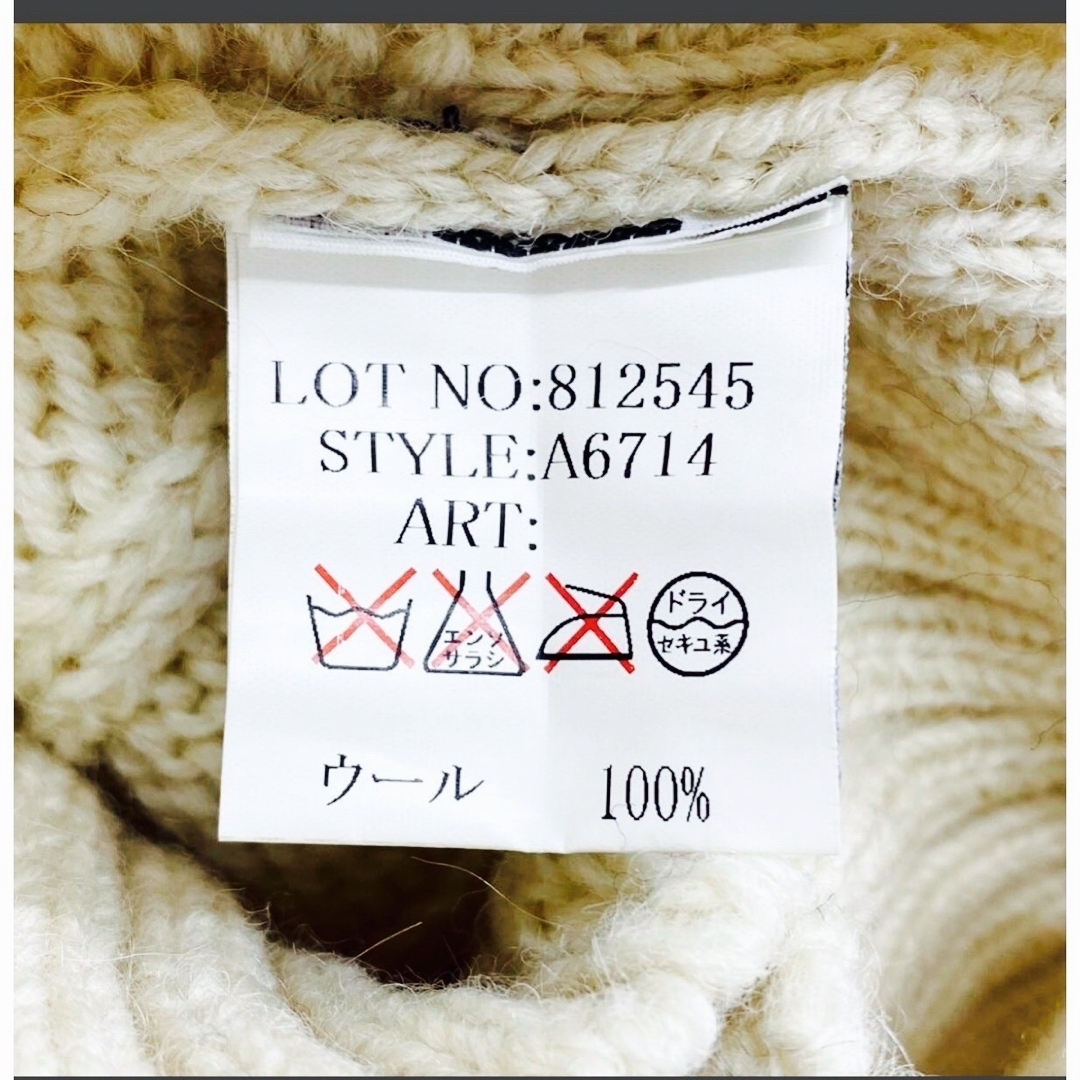 LOT NO:812545
STYLE:A6714
ART:
エンソ
サラシ
ドライ
セキユ系
ウール 100%